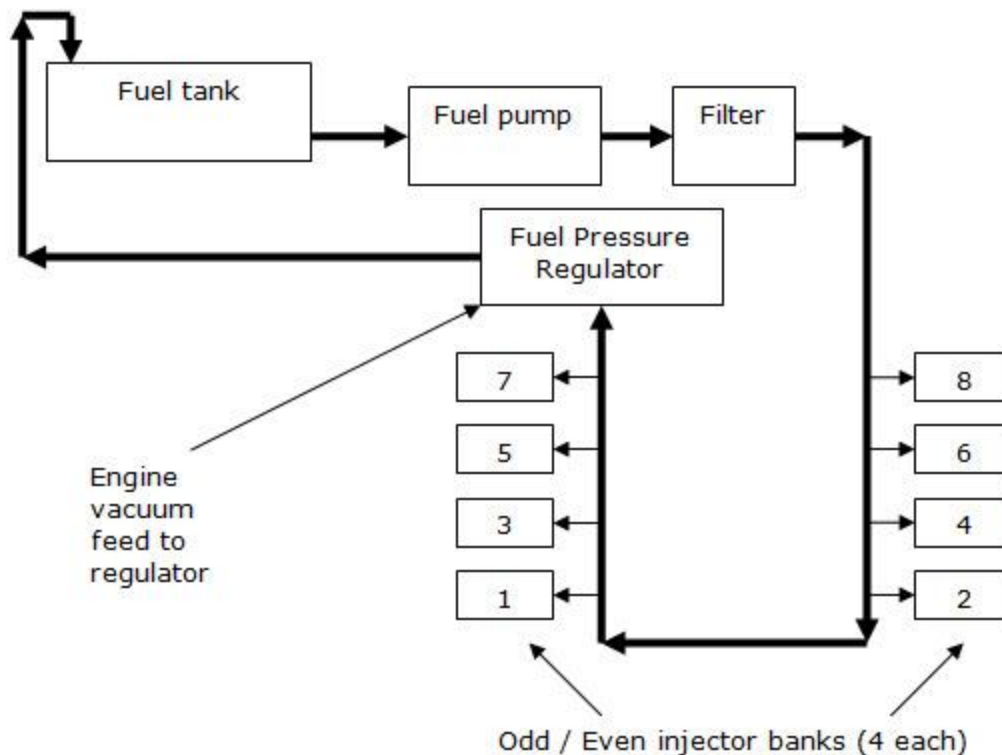 Fuel tank
Fuel pump
Filter
Fuel Pressure
Regulator
7
8
5
6
Engine
vacuum
feed to
regulator
3
4
1
2
Odd / Even injector banks (4 each)